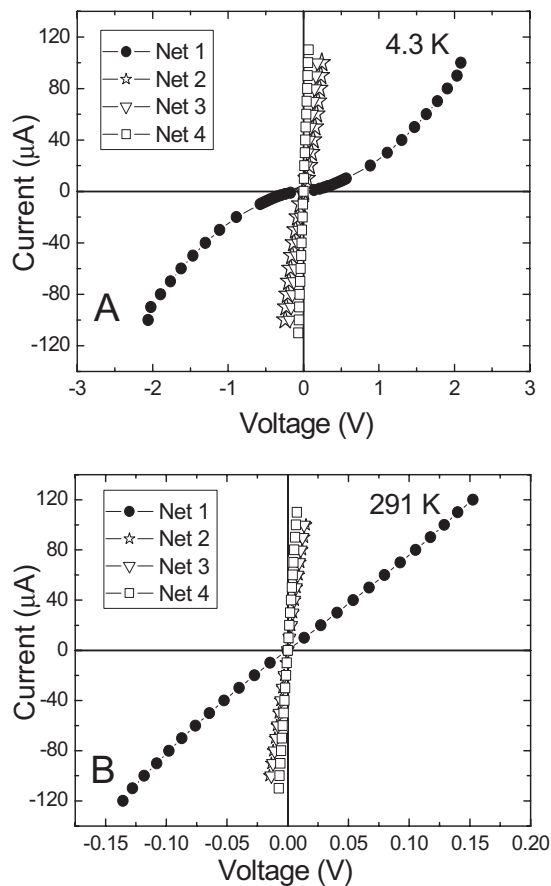 120
80
40
0
-40
-80
-120
Current (μA)
Net 1
Net 2
Net 3
Net 4
4.3 K
A
-3 -2 -1 0 1 2 3
Voltage (V)
120
80
40
0
-40
-80
-120
Current (μA)
Net 1
Net 2
Net 3
Net 4
291 K
B
-0.15 -0.10 -0.05 0.00 0.05 0.10 0.15 0.20
Voltage (V)